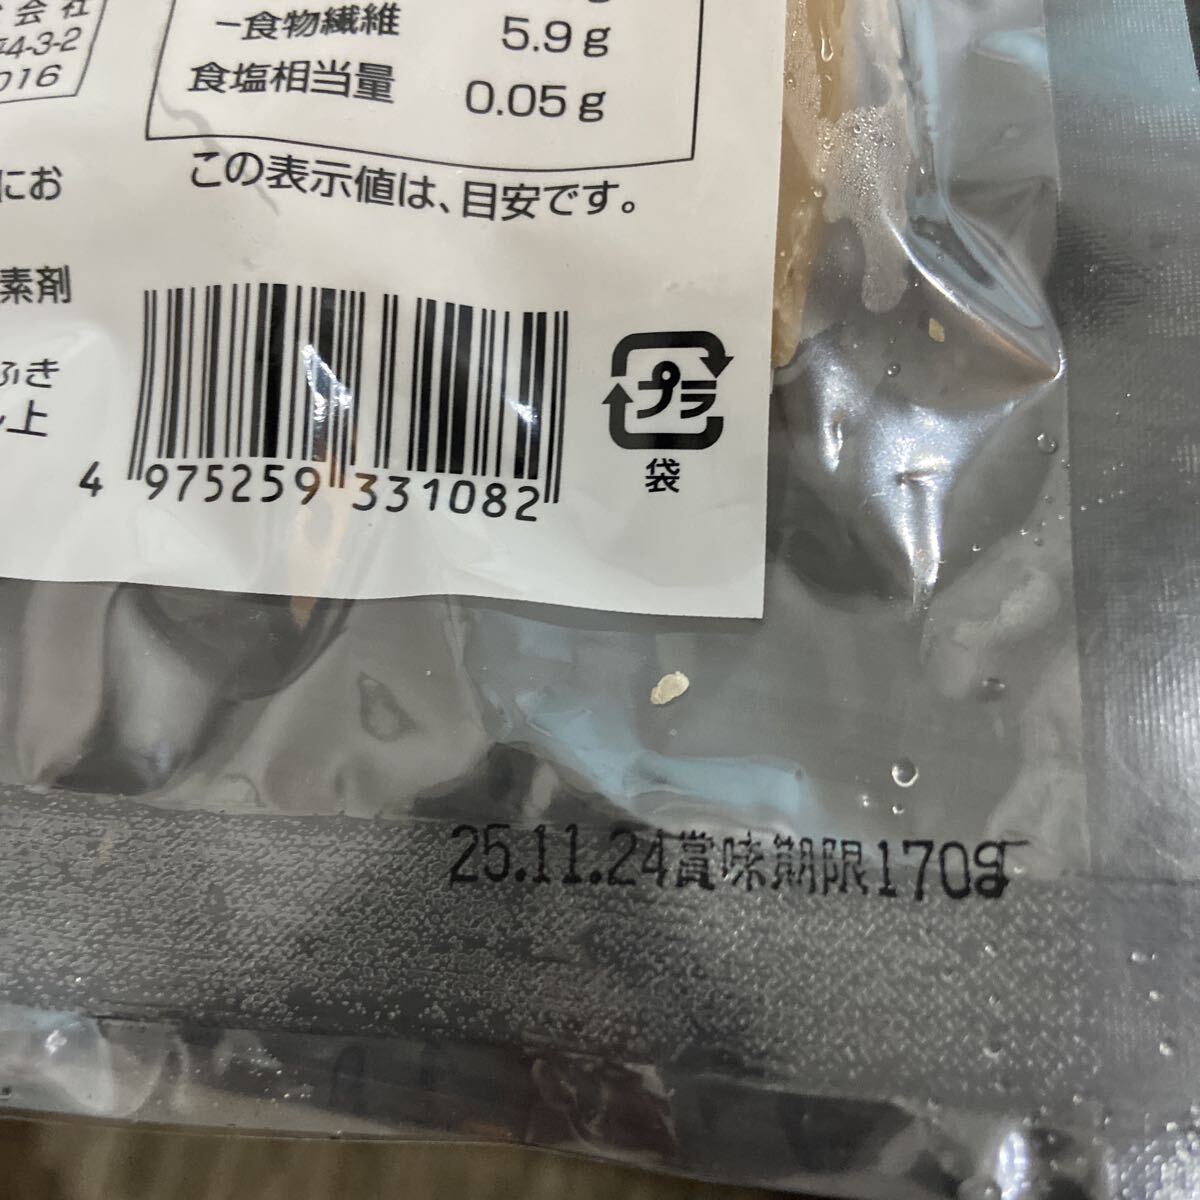 会社
4-3-2
016
－食物繊維 5.9g
食塩相当量 0.05g
この表示値は、目安です。
にお
素剤
ふき
上
4 975259 331082
プラ
袋
25.11.24賞味期限170g